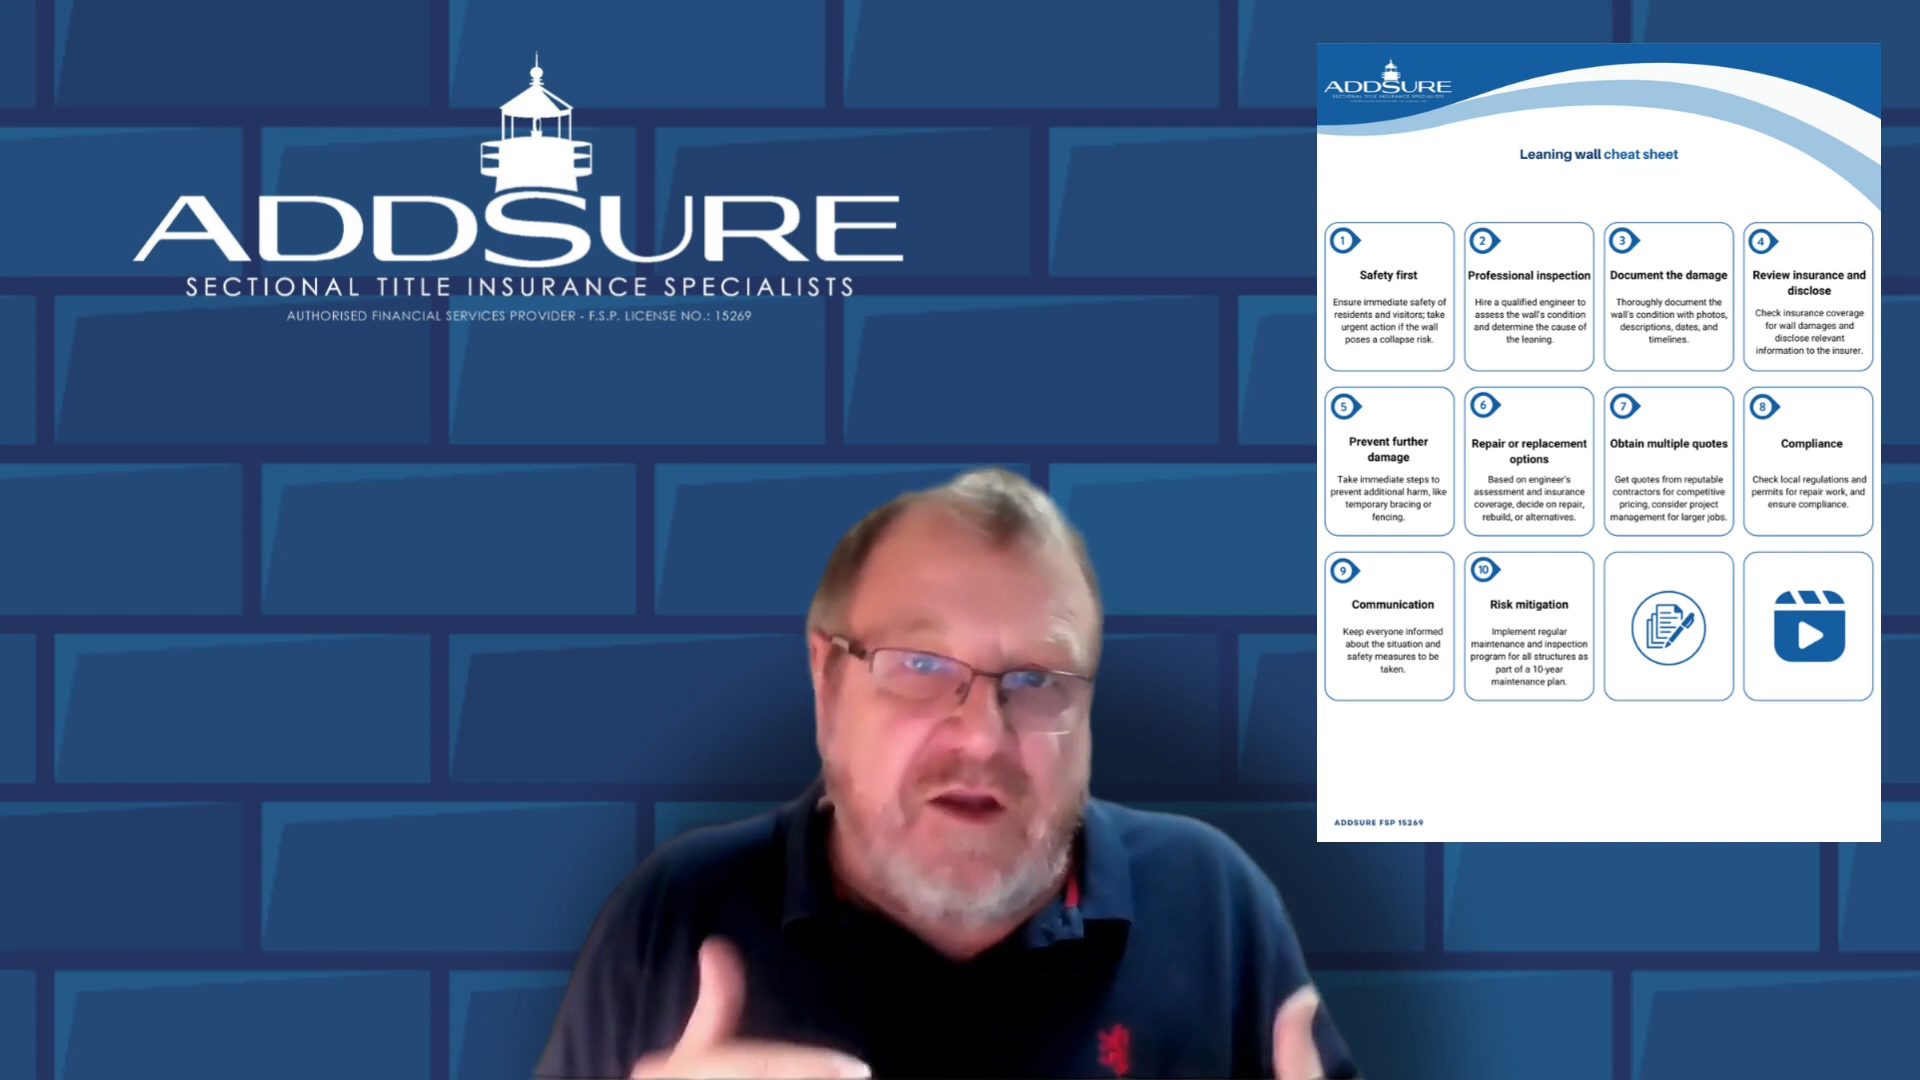 ADDSURE
SECTIONAL TITLE INSURANCE SPECIALISTS
AUTHORISED FINANCIAL SERVICES PROVIDER - F.S.P. LICENSE NO.: 15269
ADDSURE
SECTIONAL TITLE INSURANCE SPECIALISTS
Leaning wall cheat sheet
1
Safety first
Ensure immediate safety of
residents and visitors; take
urgent action if the wall
poses a collapse risk.
2
Professional inspection
Hire a qualified engineer to
assess the wall's condition
and determine the cause of
the leaning.
3
Document the damage
Thoroughly document the
wall's condition with photos,
descriptions, dates, and
timelines.
4
Review insurance and
disclose
Check insurance coverage
for wall damages and
disclose relevant
information to the insurer.
5
Prevent further
damage
Take immediate steps to
prevent additional harm, like
temporary bracing or
fencing.
6
Repair or replacement
options
Based on engineer's
assessment and insurance
coverage, decide on repair,
rebuild, or alternatives.
7
Obtain multiple quotes
Get quotes from reputable
contractors for competitive
pricing, consider project
management for larger jobs.
8
Compliance
Check local regulations and
permits for repair work, and
ensure compliance.
9
Communication
Keep everyone informed
about the situation and
safety measures to be
taken.
10
Risk mitigation
Implement regular
maintenance and inspection
program for all structures as
part of a 10-year
maintenance plan.
ADDSURE FSP 15269